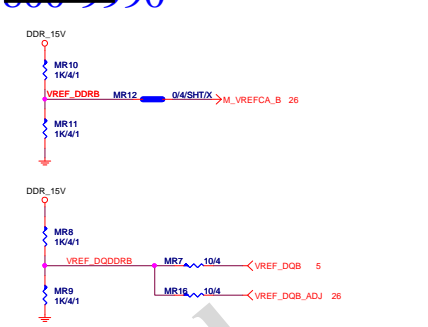 DDR_15V
MR10
1K/4/1
VREF_DDRB MR12 0/4/SHT/X M_VREFCA_B 26
MR11
1K/4/1
DDR_15V
MR8
1K/4/1
VREF_DQDDRB MR7 10/4 VREF_DQB 5
MR9
1K/4/1
MR16 10/4 VREF_DQB_ADJ 26